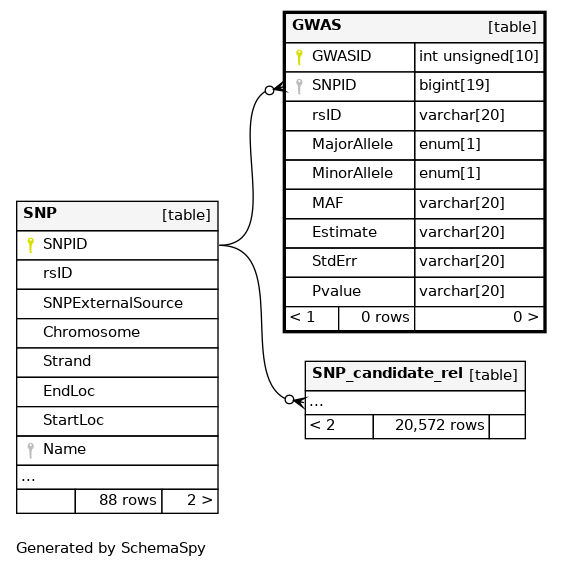 GWAS [table]
GWASID int unsigned[10]
SNPID bigint[19]
rsID varchar[20]
MajorAllele enum[1]
MinorAllele enum[1]
MAF varchar[20]
Estimate varchar[20]
StdErr varchar[20]
Pvalue varchar[20]
< 1 0 rows 0 >
SNP [table]
SNPID
rsID
SNPExternalSource
Chromosome
Strand
EndLoc
StartLoc
Name
...
88 rows 2 >
SNP_candidate_rel [table]
...
< 2 20,572 rows
Generated by SchemaSpy